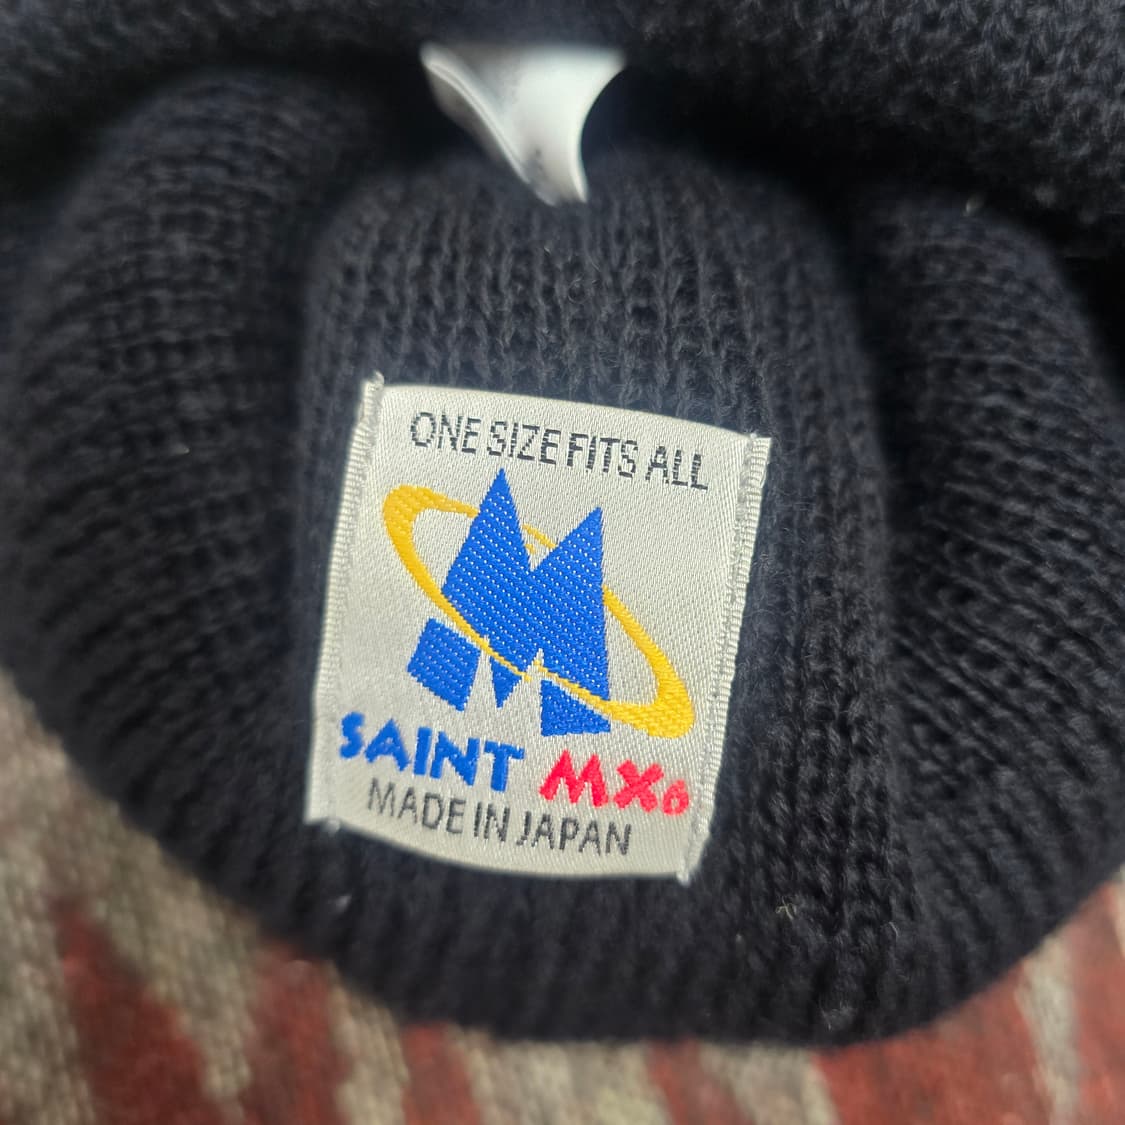 ONE SIZE FITS ALL
SAINT MX6
MADE IN JAPAN